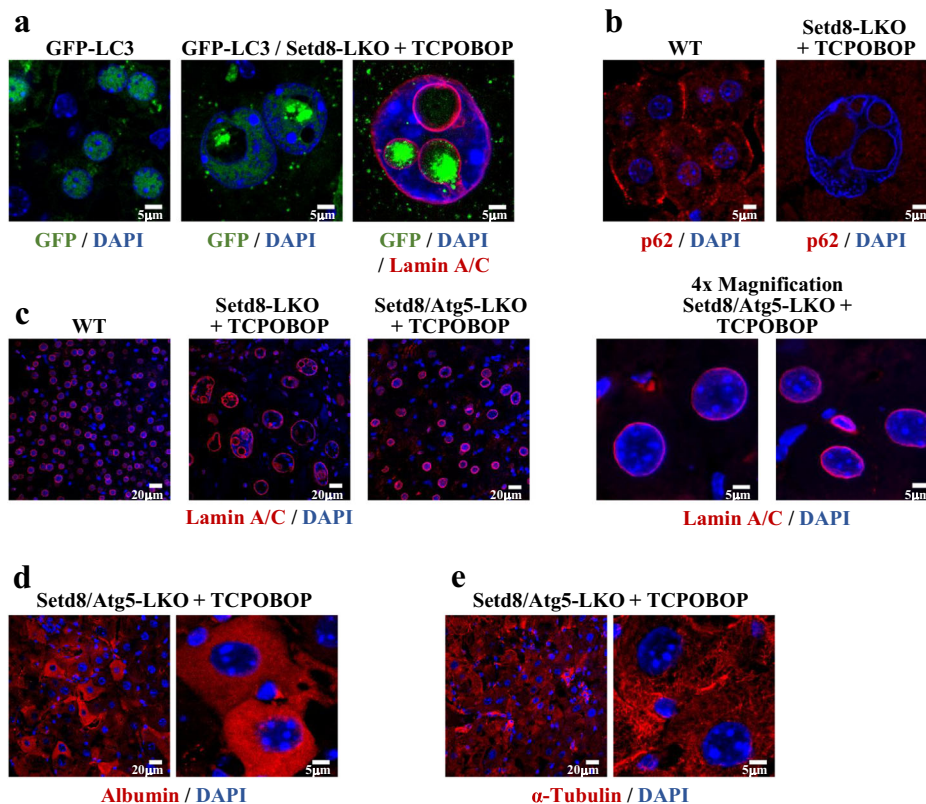 a
GFP-LC3
GFP-LC3 / Setd8-LKO + TCPOBOP
5µm
5µm
5µm
GFP / DAPI
GFP / DAPI
GFP / DAPI
/ Lamin A/C
b
WT
Setd8-LKO
+ TCPOBOP
5µm
5µm
p62 / DAPI
p62 / DAPI
c
WT
Setd8-LKO
+ TCPOBOP
Setd8/Atg5-LKO
+ TCPOBOP
20µm
20µm
20µm
Lamin A/C / DAPI
4x Magnification
Setd8/Atg5-LKO +
TCPOBOP
5µm
5µm
Lamin A/C / DAPI
d
Setd8/Atg5-LKO + TCPOBOP
20µm
5µm
Albumin / DAPI
e
Setd8/Atg5-LKO + TCPOBOP
20µm
5µm
α-Tubulin / DAPI